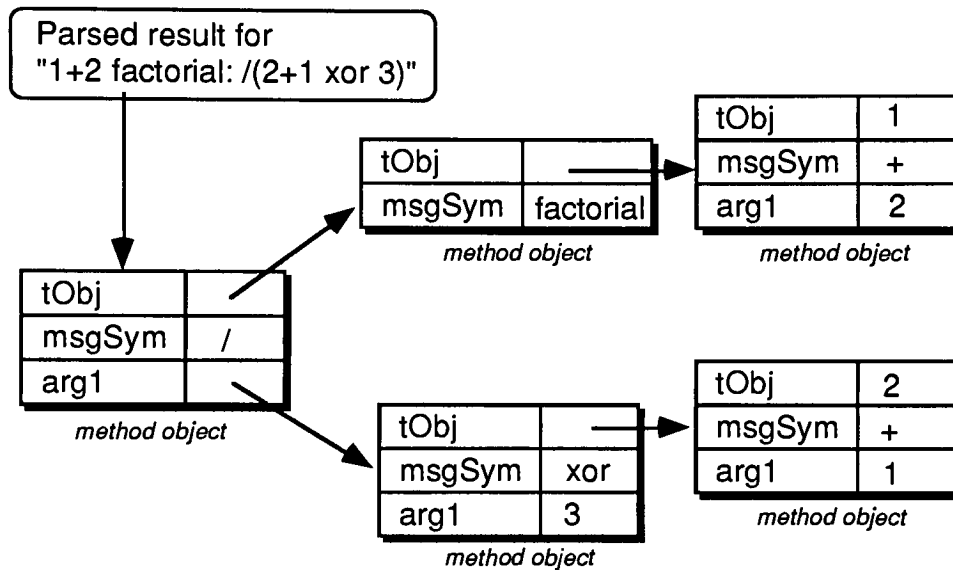 Parsed result for
"1+2 factorial: /(2+1 xor 3)"
tObj
msgSym /
arg1
method object
tObj
msgSym factorial
method object
tObj 1
msgSym +
arg1 2
method object
tObj
msgSym xor
arg1 3
method object
tObj 2
msgSym +
arg1 1
method object